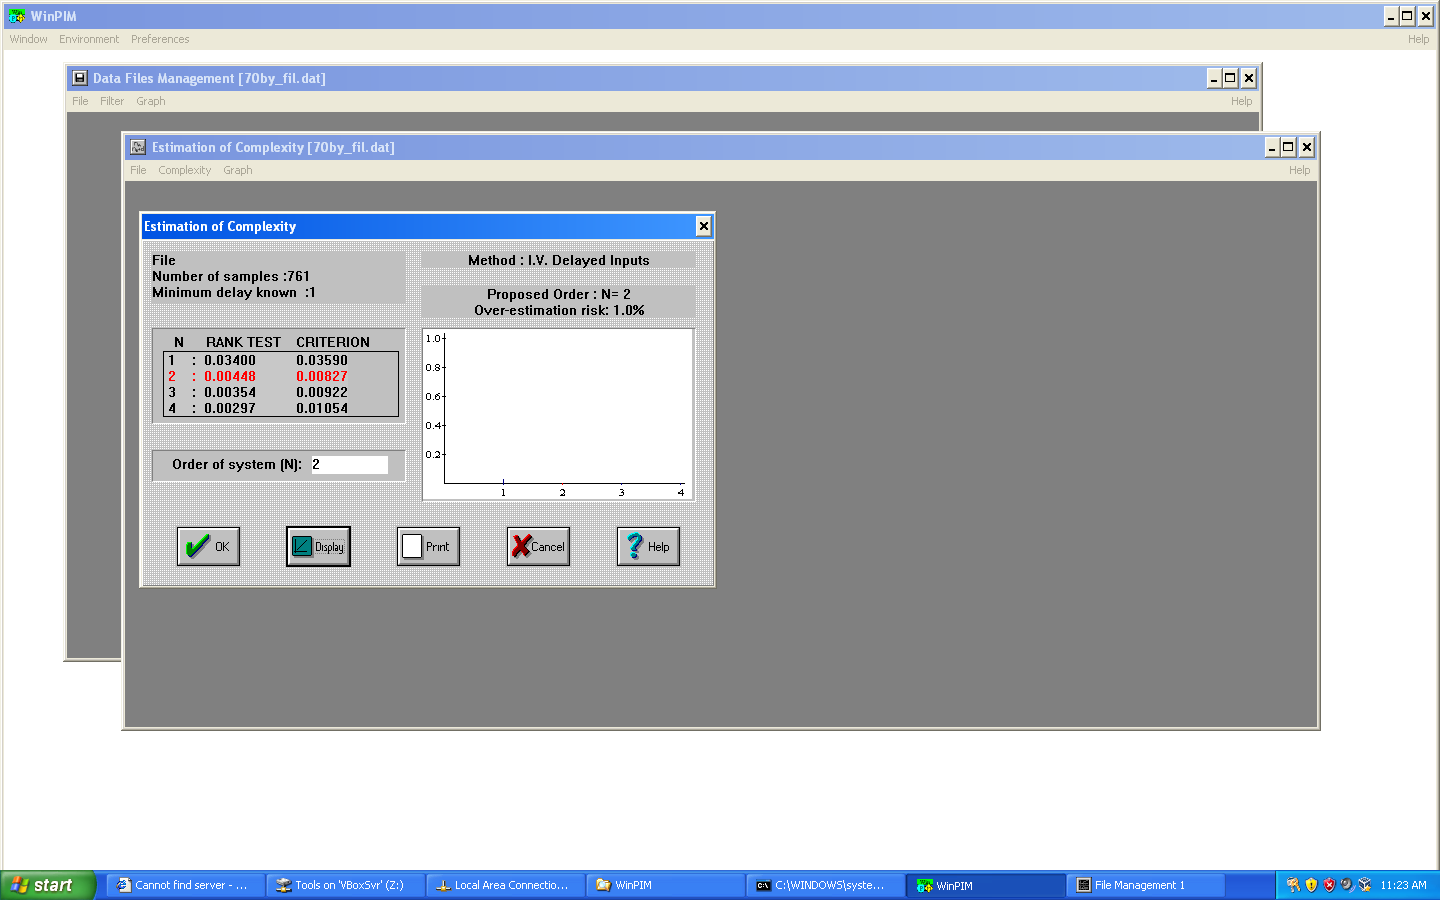 WinPIM
Window Environment Preferences Help
Data Files Management [70by_fil.dat]
File Filter Graph Help
Estimation of Complexity [70by_fil.dat]
File Complexity Graph Help
Estimation of Complexity
File
Number of samples :761
Minimum delay known :1
Method : I.V. Delayed Inputs
Proposed Order : N= 2
Over-estimation risk: 1.0%
N RANK TEST CRITERION
1 : 0.03400 0.03590
2 : 0.00448 0.00827
3 : 0.00354 0.00922
4 : 0.00297 0.01054
Order of system (N): 2
1.0
0.8
0.6
0.4
0.2
1 2 3 4
OK Display Print Cancel Help
start Cannot find server - ... Tools on 'VBoxSvr' (Z:) Local Area Connectio... WinPIM C:\WINDOWS\syste... WinPIM File Management 1 11:23 AM